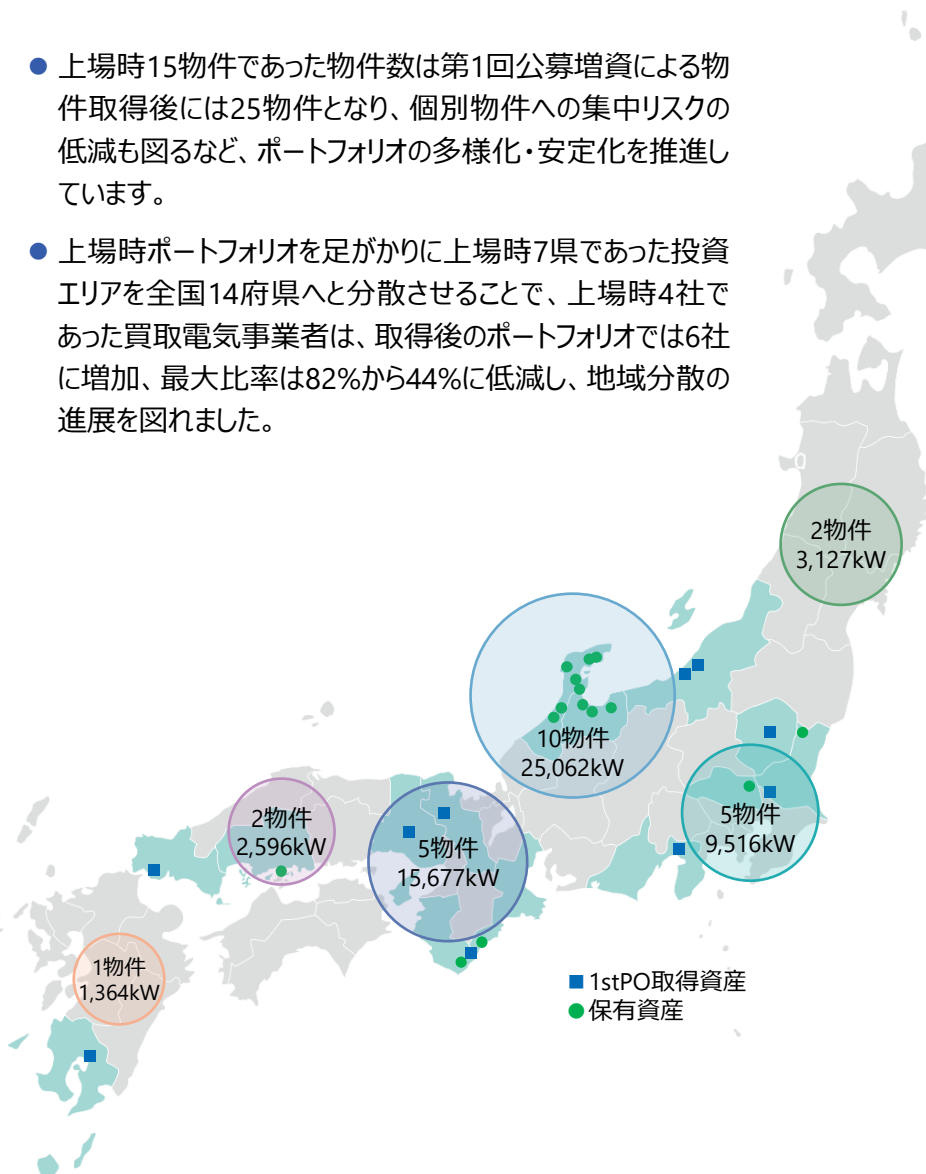 ● 上場時15物件であった物件数は第1回公募増資による物
件取得後には25物件となり、個別物件への集中リスクの
低減も図るなど、ポートフォリオの多様化・安定化を推進し
ています。
● 上場時ポートフォリオを足がかりに上場時7県であった投資
エリアを全国14府県へと分散させることで、上場時4社で
あった買取電気事業者は、取得後のポートフォリオでは6社
に増加、最大比率は82%から44%に低減し、地域分散の
進展を図れました。
2物件
3,127kW
10物件
25,062kW
5物件
9,516kW
2物件
2,596kW
5物件
15,677kW
1物件
1,364kW
■ 1stPO取得資産
● 保有資産